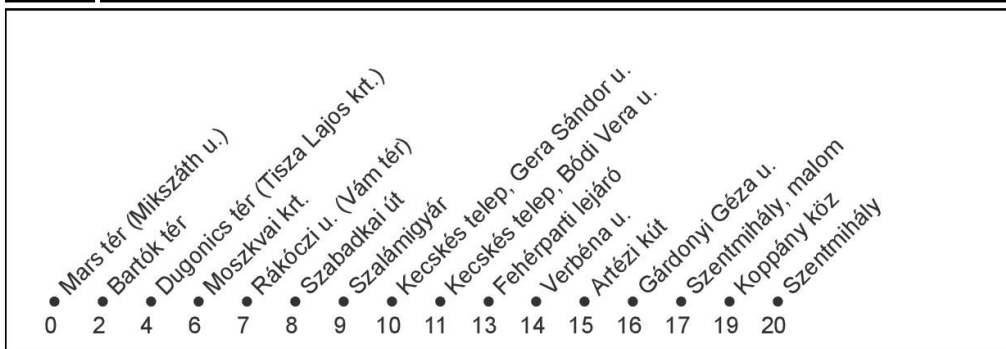 Mars tér (Mikszáth u.)
Bartók tér
Dugonics tér (Tisza Lajos krt.)
Moszkvai krt.
Rákóczi u. (Vám tér)
Szabadkai út
Szalámigyár
Kecskés telep, Gera Sándor u.
Kecskés telep, Bódi Vera u.
Fehérparti lejáró
Verbéna u.
Artézi kút
Gárdonyi Géza u.
Szentmihály, malom
Koppány köz
Szentmihály
0 2 4 6 7 8 9 10 11 13 14 15 16 17 19 20